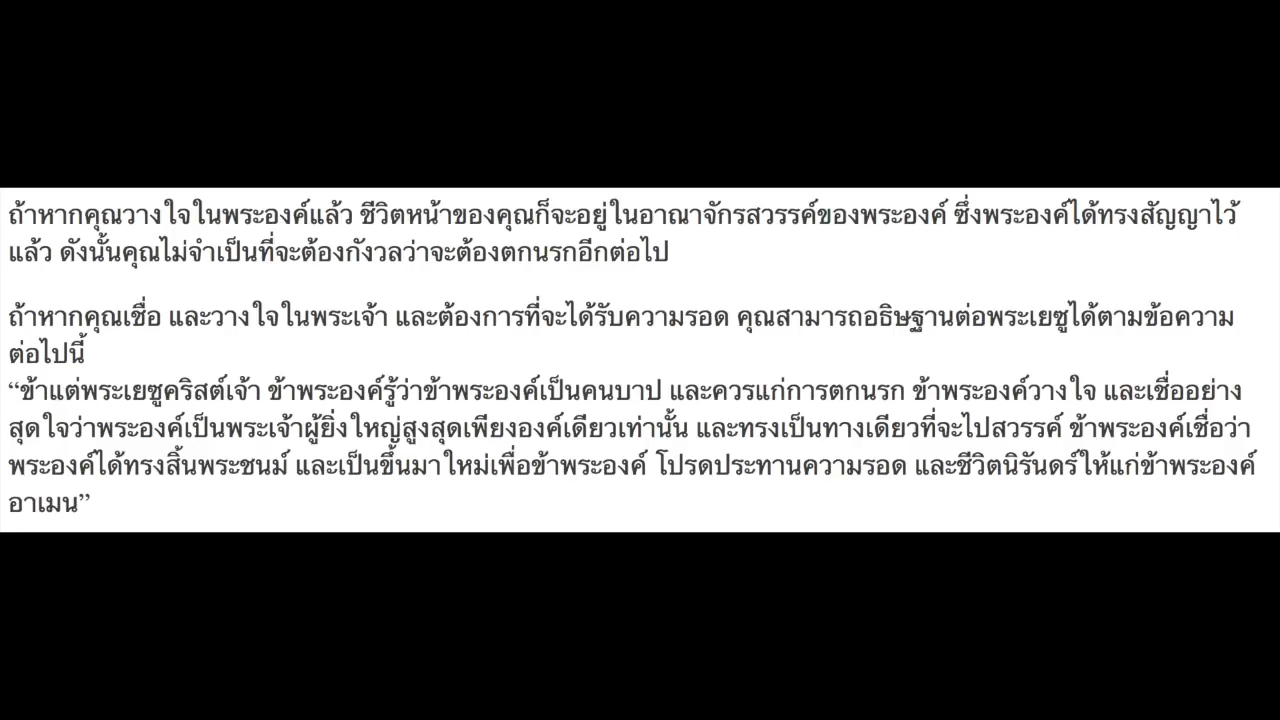 ถ้าหากคุณวางใจในพระองค์แล้ว ชีวิตหน้าของคุณก็จะอยู่ในอาณาจักรสวรรค์ของพระองค์ ซึ่งพระองค์ได้ทรงสัญญาไว้
แล้ว ดังนั้นคุณไม่จำเป็นที่จะต้องกังวลว่าจะต้องตกนรกอีกต่อไป
ถ้าหากคุณเชื่อ และวางใจในพระเจ้า และต้องการที่จะได้รับความรอด คุณสามารถอธิษฐานต่อพระเยซูได้ตามข้อความ
ต่อไปนี้
“ข้าแต่พระเยซูคริสต์เจ้า ข้าพระองค์รู้ว่าข้าพระองค์เป็นคนบาป และควรแก่การตกนรก ข้าพระองค์วางใจ และเชื่ออย่าง
สุดใจว่าพระองค์เป็นพระเจ้าผู้ยิ่งใหญ่สูงสุดเพียงองค์เดียวเท่านั้น และทรงเป็นทางเดียวที่จะไปสวรรค์ ข้าพระองค์เชื่อว่า
พระองค์ได้ทรงสิ้นพระชนม์ และเป็นขึ้นมาใหม่เพื่อข้าพระองค์ โปรดประทานความรอด และชีวิตนิรันดร์ให้แก่ข้าพระองค์
อาเมน”